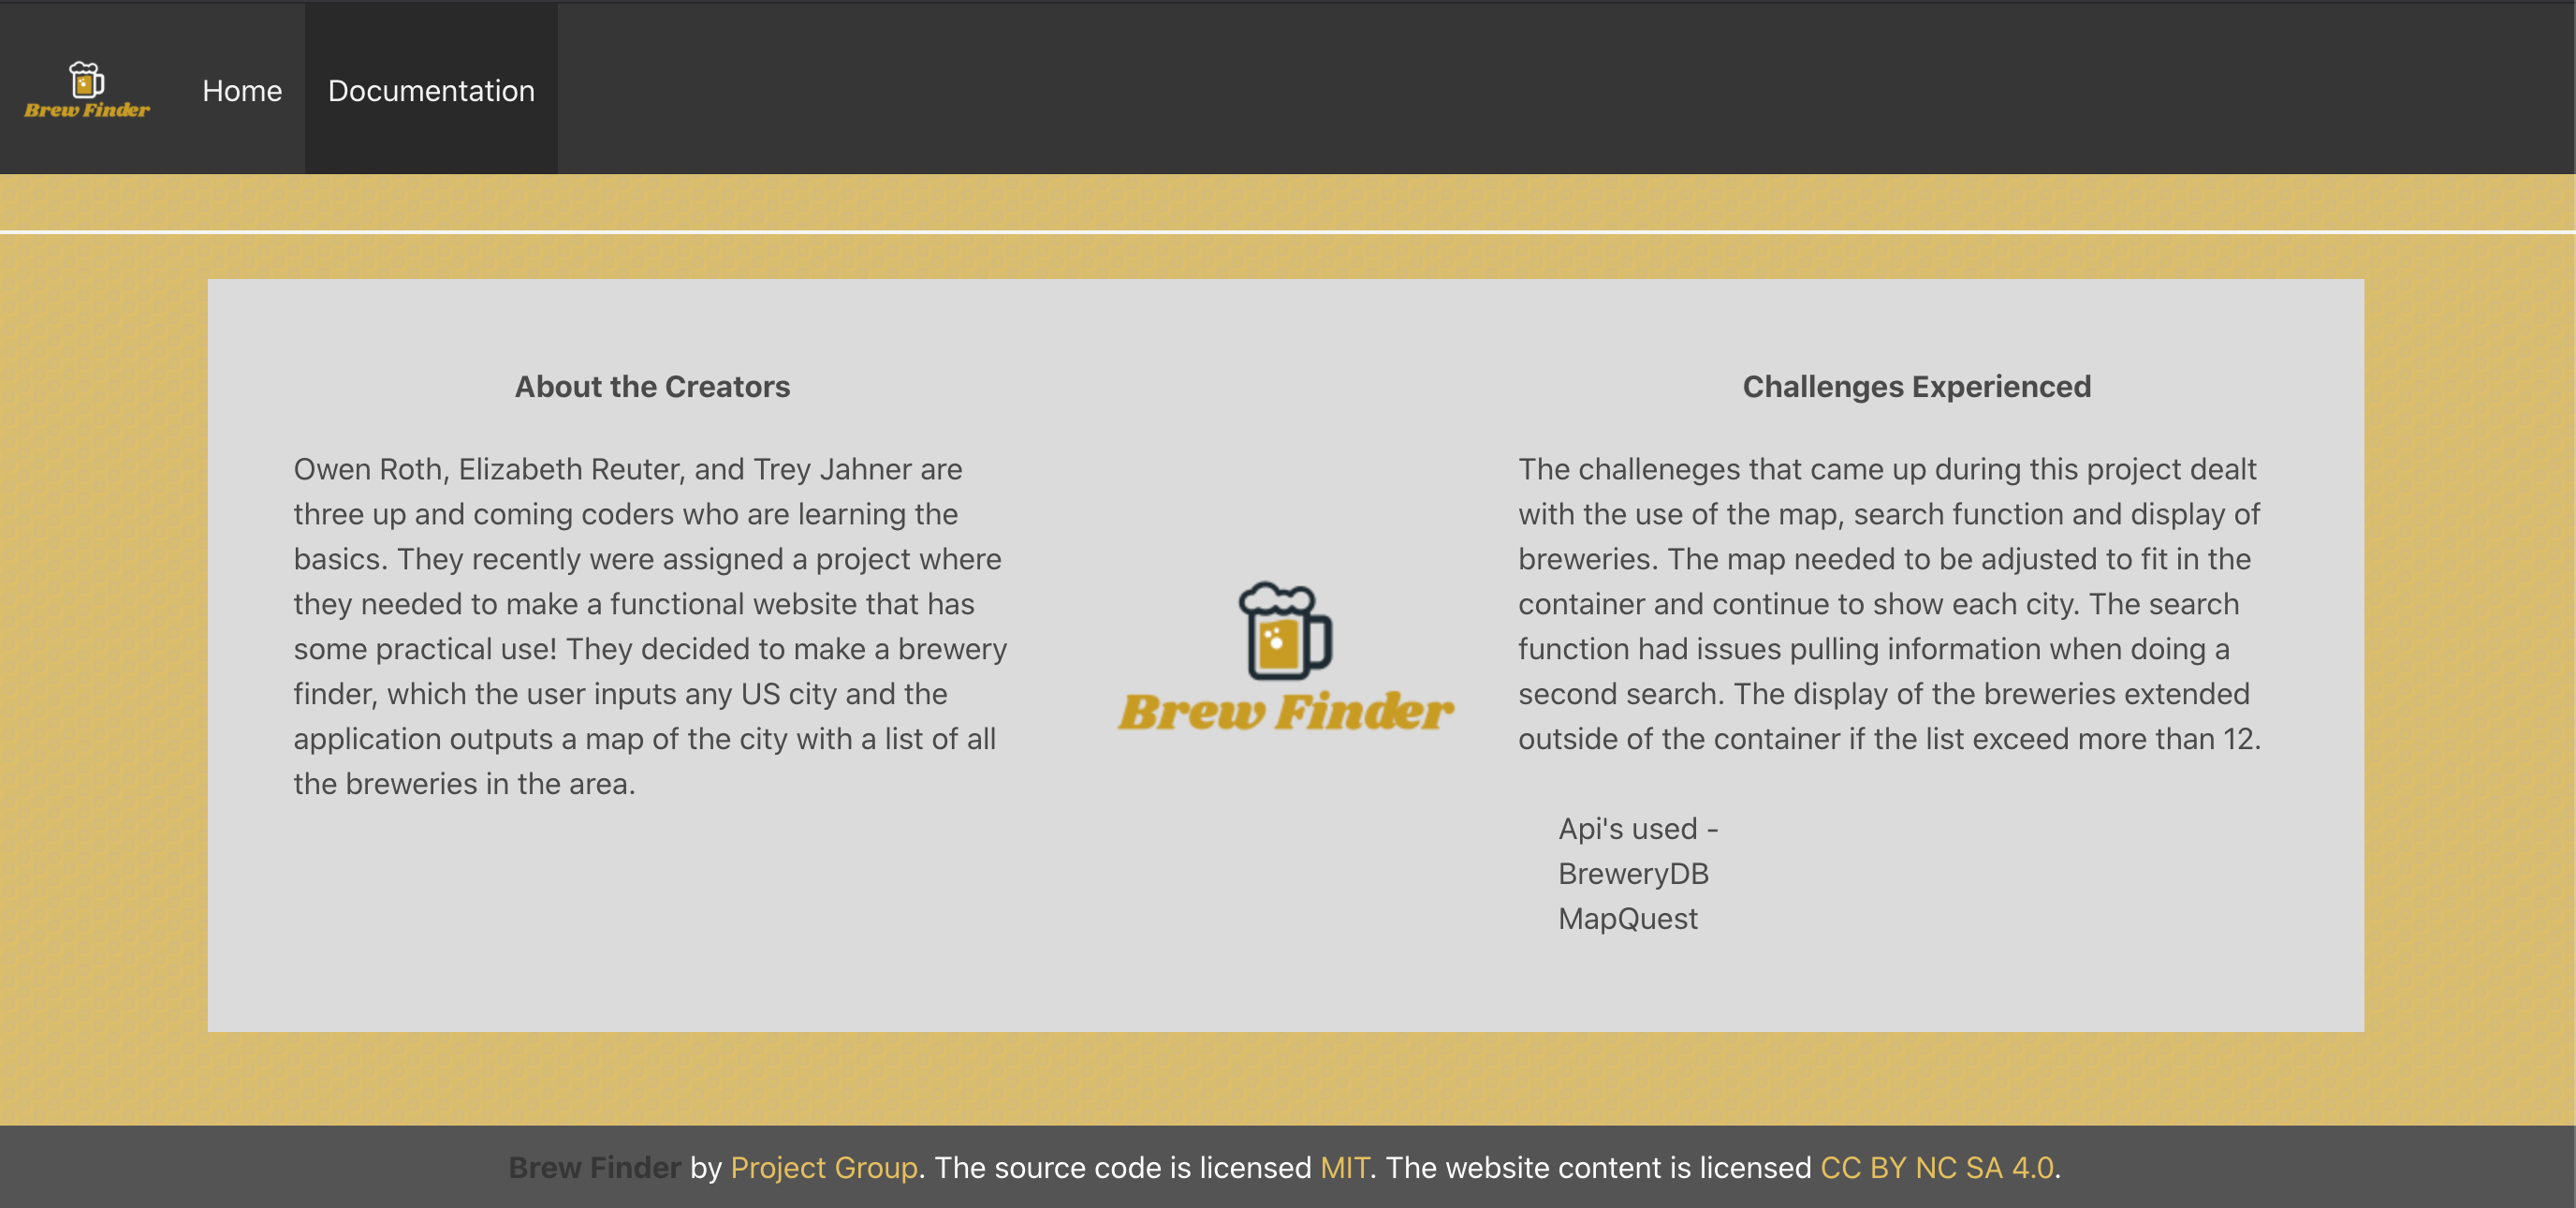 Brew Finder
Home
Documentation
About the Creators
Owen Roth, Elizabeth Reuter, and Trey Jahner are
three up and coming coders who are learning the
basics. They recently were assigned a project where
they needed to make a functional website that has
some practical use! They decided to make a brewery
finder, which the user inputs any US city and the
application outputs a map of the city with a list of all
the breweries in the area.
Brew Finder
Challenges Experienced
The challeneges that came up during this project dealt
with the use of the map, search function and display of
breweries. The map needed to be adjusted to fit in the
container and continue to show each city. The search
function had issues pulling information when doing a
second search. The display of the breweries extended
outside of the container if the list exceed more than 12.
Api's used -
BreweryDB
MapQuest
Brew Finder by Project Group. The source code is licensed MIT. The website content is licensed CC BY NC SA 4.0.